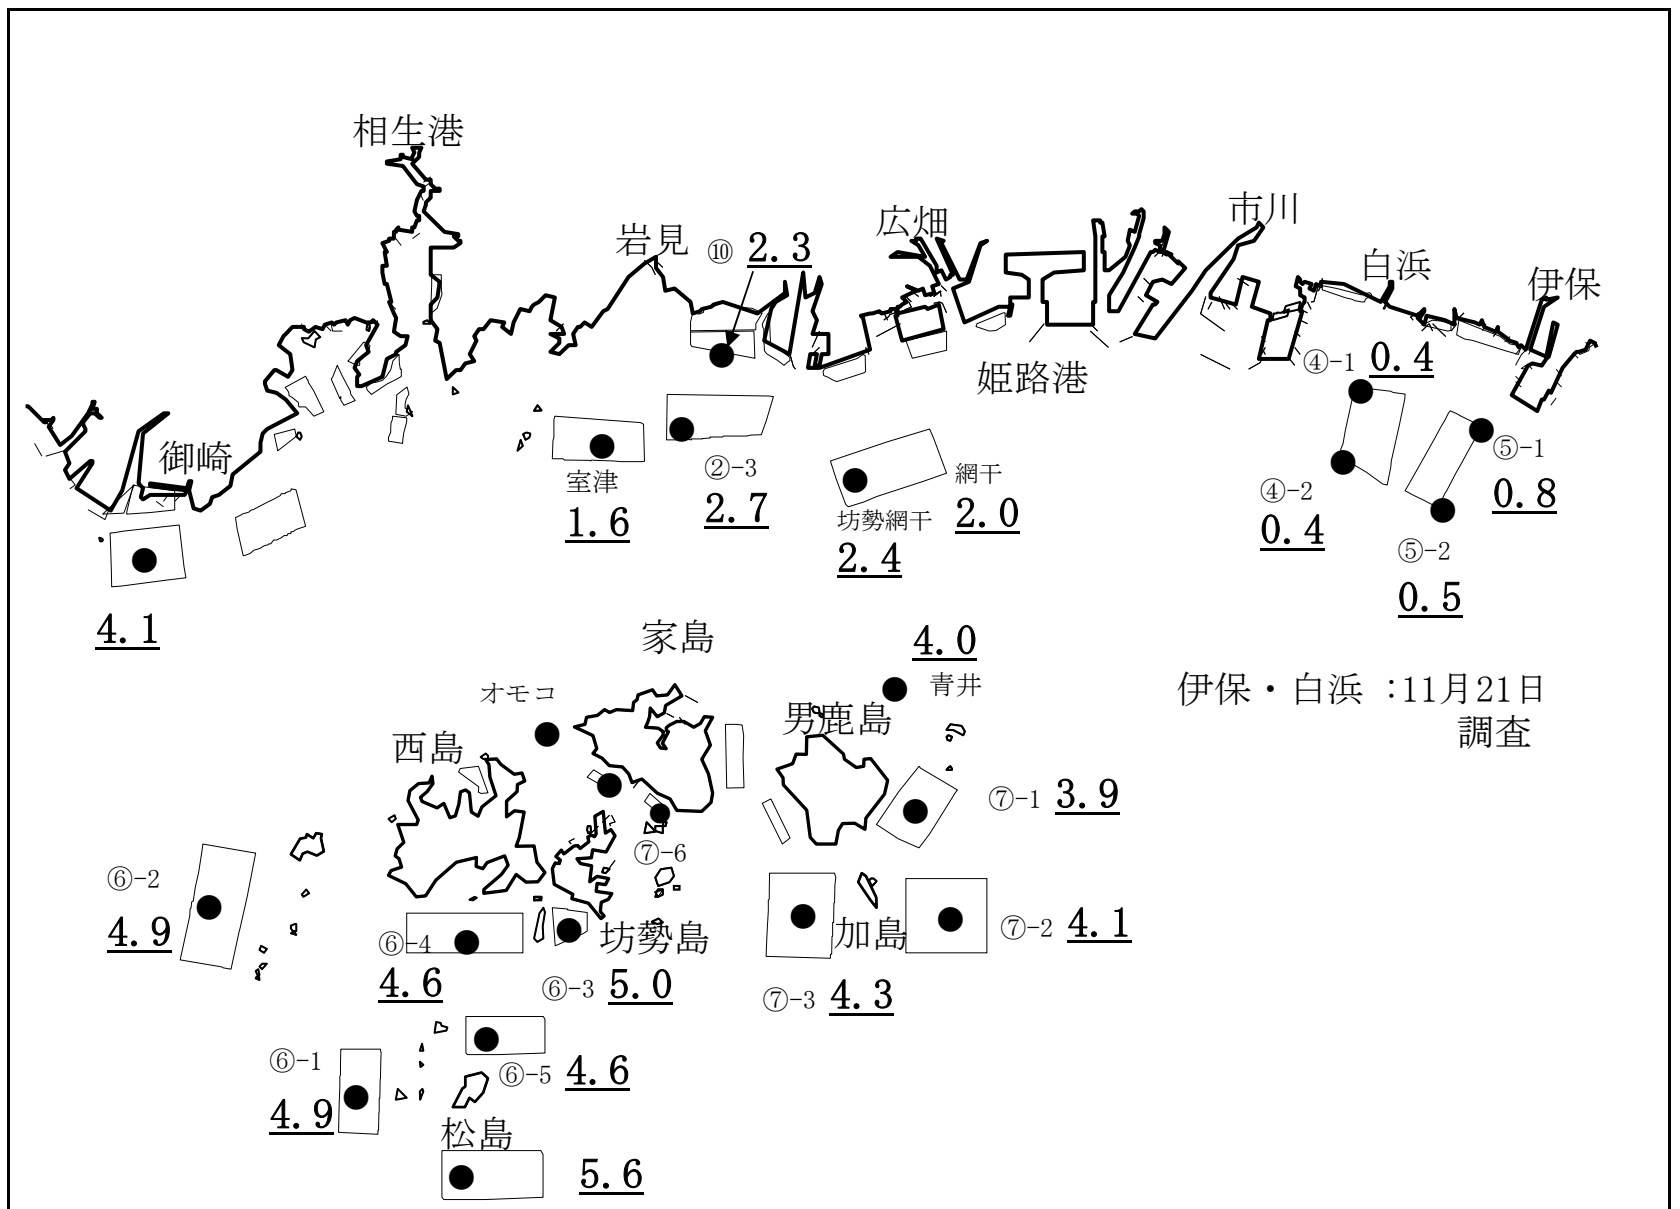 相生港
市川
広畑
岩見
⑩ 2.3
白浜
伊保
④-1 0.4
姫路港
御崎
⑤-1
0.8
②-3
2.7
室津
1.6
網干
2.0
坊勢網干
2.4
④-2
0.4
⑤-2
0.5
4.1
家島
4.0
青井
オモコ
伊保・白浜 :11月21日
調査
男鹿島
西島
⑦-1 3.9
⑦-6
⑥-2
4.9
加島
⑦-2 4.1
坊勢島
⑥-4
4.6
⑥-3 5.0
⑦-3 4.3
⑥-1
4.9
⑥-5 4.6
松島
5.6